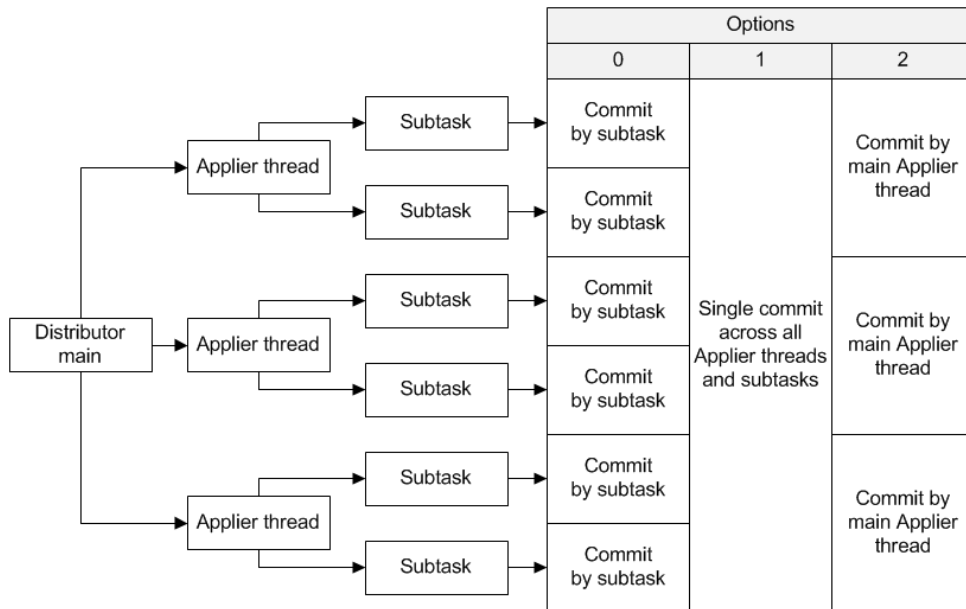 Options
0
1
2
Subtask
Commit
by subtask
Applier thread
Commit by
main Applier
thread
Subtask
Commit
by subtask
Subtask
Commit
by subtask
Distributor
main
Applier thread
Single commit
across all
Applier threads
and subtasks
Commit by
main Applier
thread
Subtask
Commit
by subtask
Subtask
Commit
by subtask
Applier thread
Commit by
main Applier
thread
Subtask
Commit
by subtask